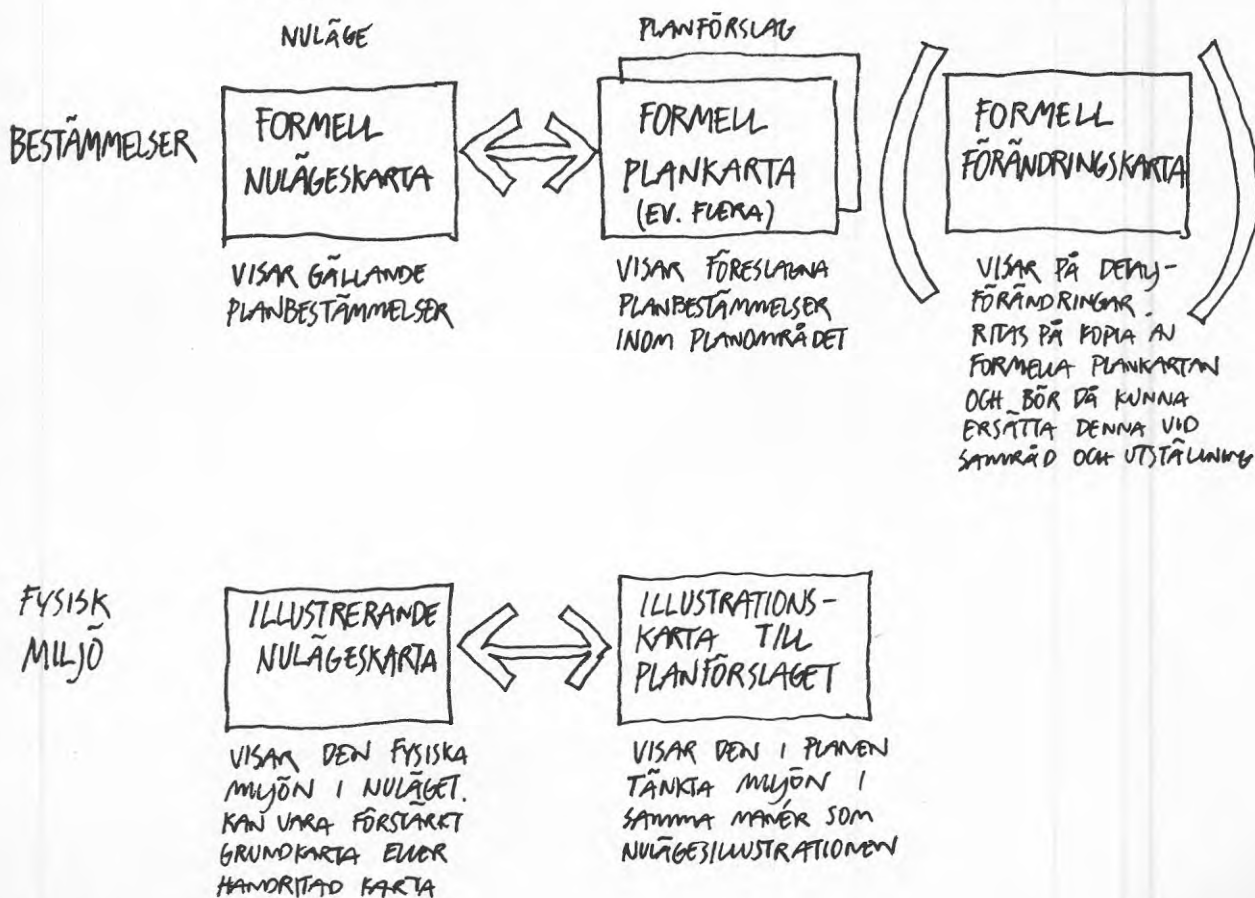 NULÄGE
PLANFÖRSLAG
BESTÄMMELSER
FORMELL
NULÄGESKARTA
VISAR GÄLLANDE
PLANBESTÄMMELSER
FORMELL
PLANKARTA
(EV. FLERA)
VISAR FÖRESLAGNA
PLANBESTÄMMELSER
INOM PLANOMRÅDET
FORMELL
FÖRÄNDRINGSKARTA
VISAR PÅ DETALJ-
FÖRÄNDRINGAR.
RITAS PÅ KOPIA AV
FORMELLA PLANKARTAN
OCH BÖR DÅ KUNNA
ERSÄTTA DENNA VID
SAMRÅD OCH UTSTÄLLNING
FYSISK
MILJÖ
ILLUSTRERANDE
NULÄGESKARTA
VISAR DEN FYSISKA
MILJÖN I NULÄGET.
KAN VARA FÖRSTÄRKT
GRUNDKARTA ELLER
HANDRITAD KARTA
ILLUSTRATIONS-
KARTA TILL
PLANFÖRSLAGET
VISAR DEN I PLANEN
TÄNKTA MILJÖN I
SAMMA MANÉR SOM
NULÄGESILLUSTRATIONEN